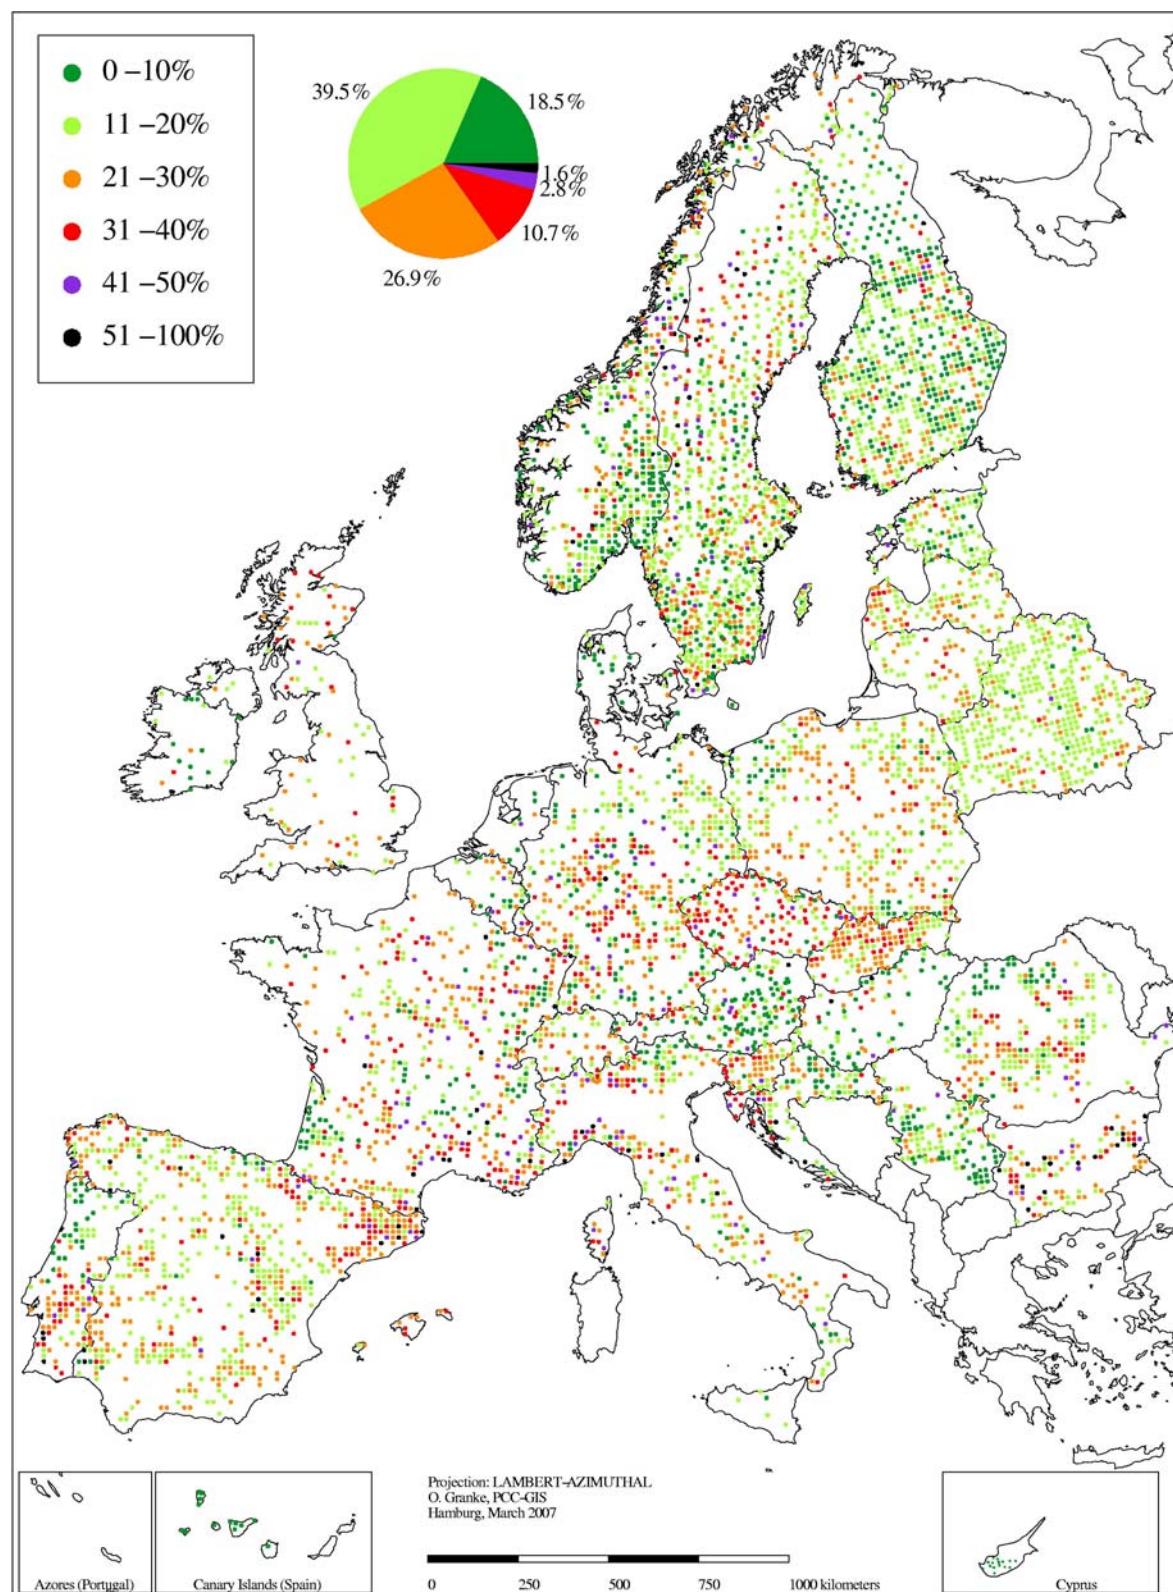 0 –10%
11 –20%
21 –30%
31 –40%
41 –50%
51 –100%
39.5%
18.5%
1.6%
2.8%
10.7%
26.9%
Projection: LAMBERT-AZIMUTHAL
O. Granke, PCC-GIS
Hamburg, March 2007
Azores (Portugal)
Canary Islands (Spain)
0 250 500 750 1000 kilometers
Cyprus